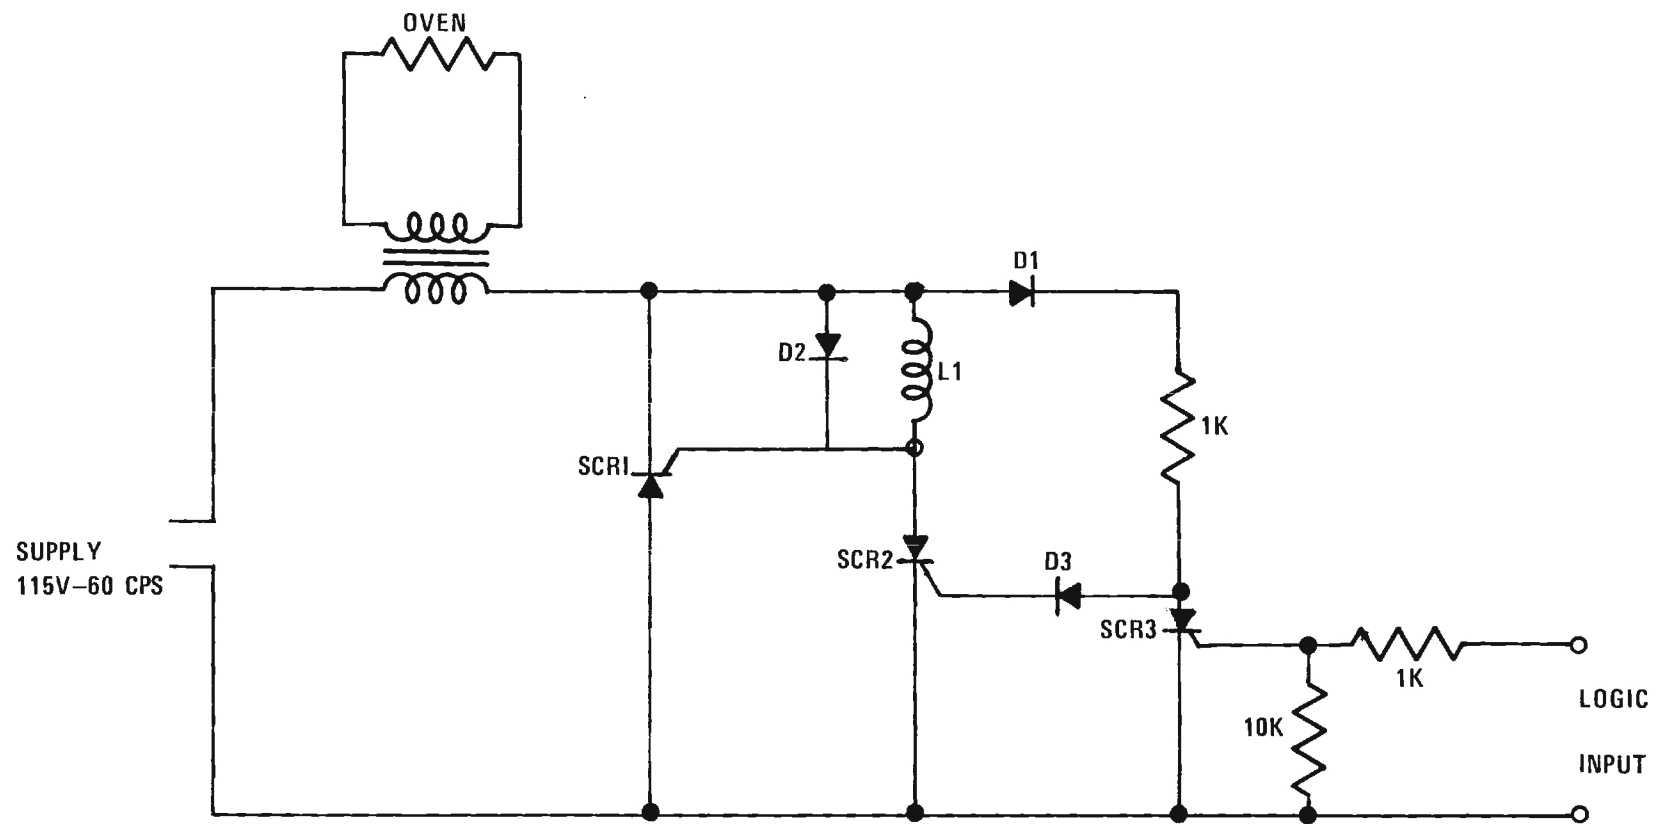 OVEN
D1
D2
L1
1K
SCR1
SUPPLY
115V-60 CPS
SCR2
D3
SCR3
1K
10K
LOGIC
INPUT